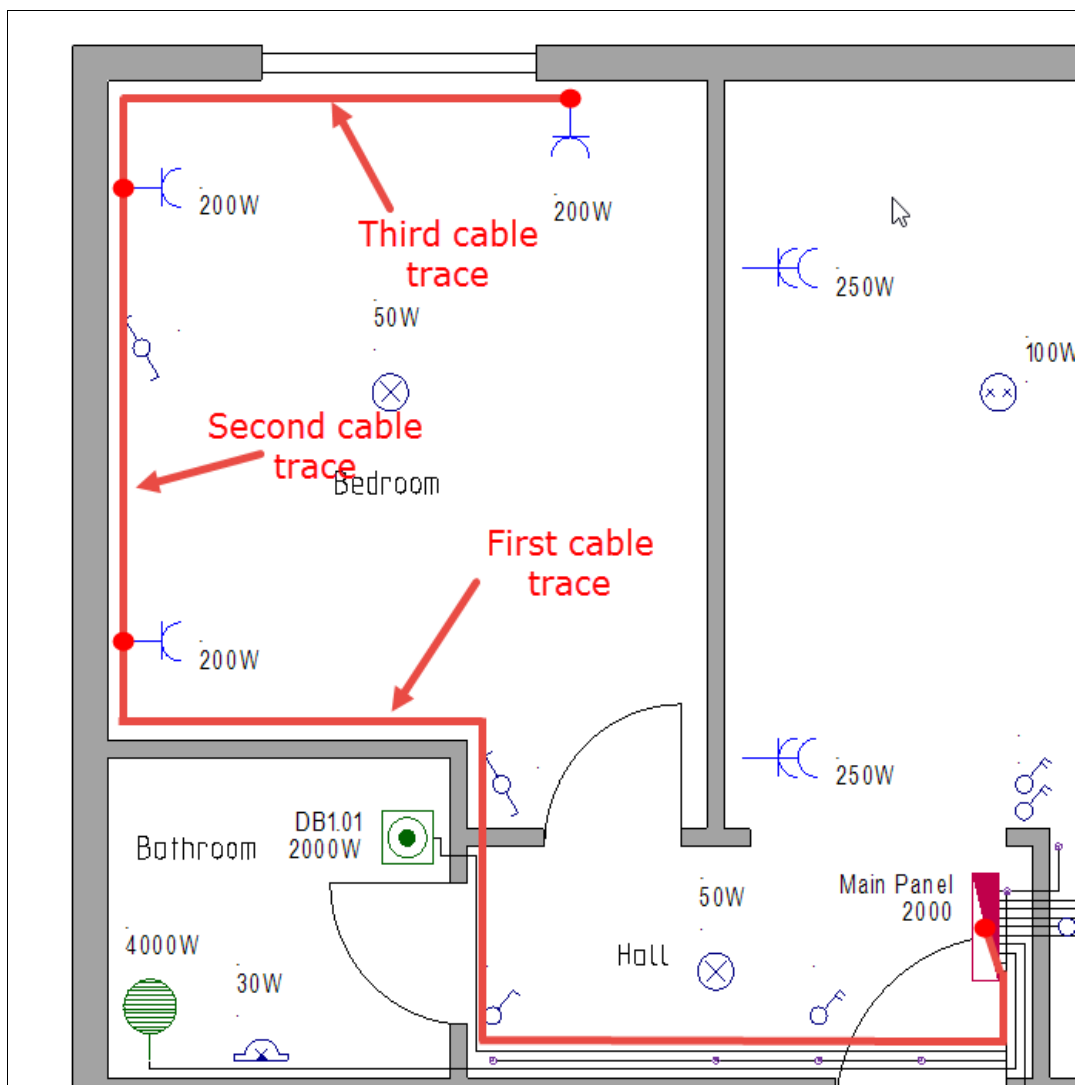 200W
200W
Third cable
trace
250W
50W
100W
Second cable
trace
Bedroom
First cable
trace
200W
250W
DB1.01
2000W
Bathroom
Main Panel
2000
50W
4000W
Hall
30W